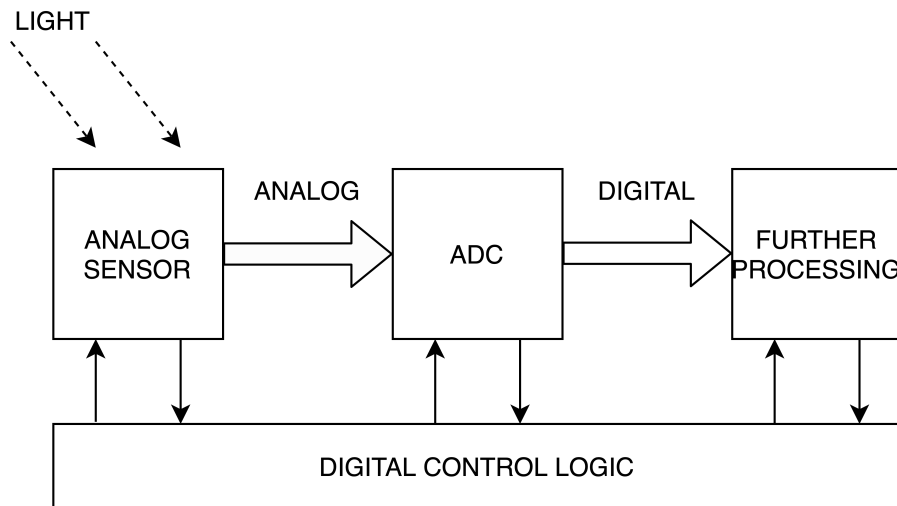 LIGHT
ANALOG
DIGITAL
ANALOG
SENSOR
ADC
FURTHER
PROCESSING
DIGITAL CONTROL LOGIC